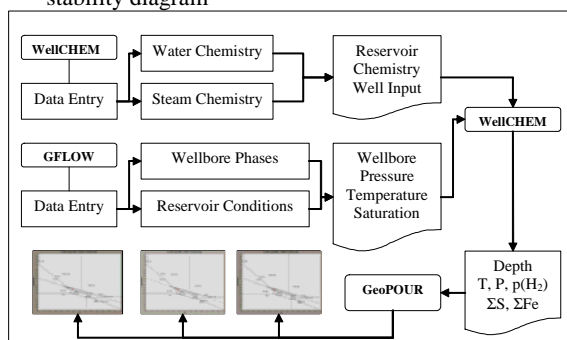 stability diagram
WellCHEM
Data Entry
Water Chemistry
Steam Chemistry
Reservoir
Chemistry
Well Input
WellCHEM
GFLOW
Data Entry
Wellbore Phases
Reservoir Conditions
Wellbore
Pressure
Temperature
Saturation
Depth
T, P, p(H₂)
ΣS, ΣFe
GeoPOUR